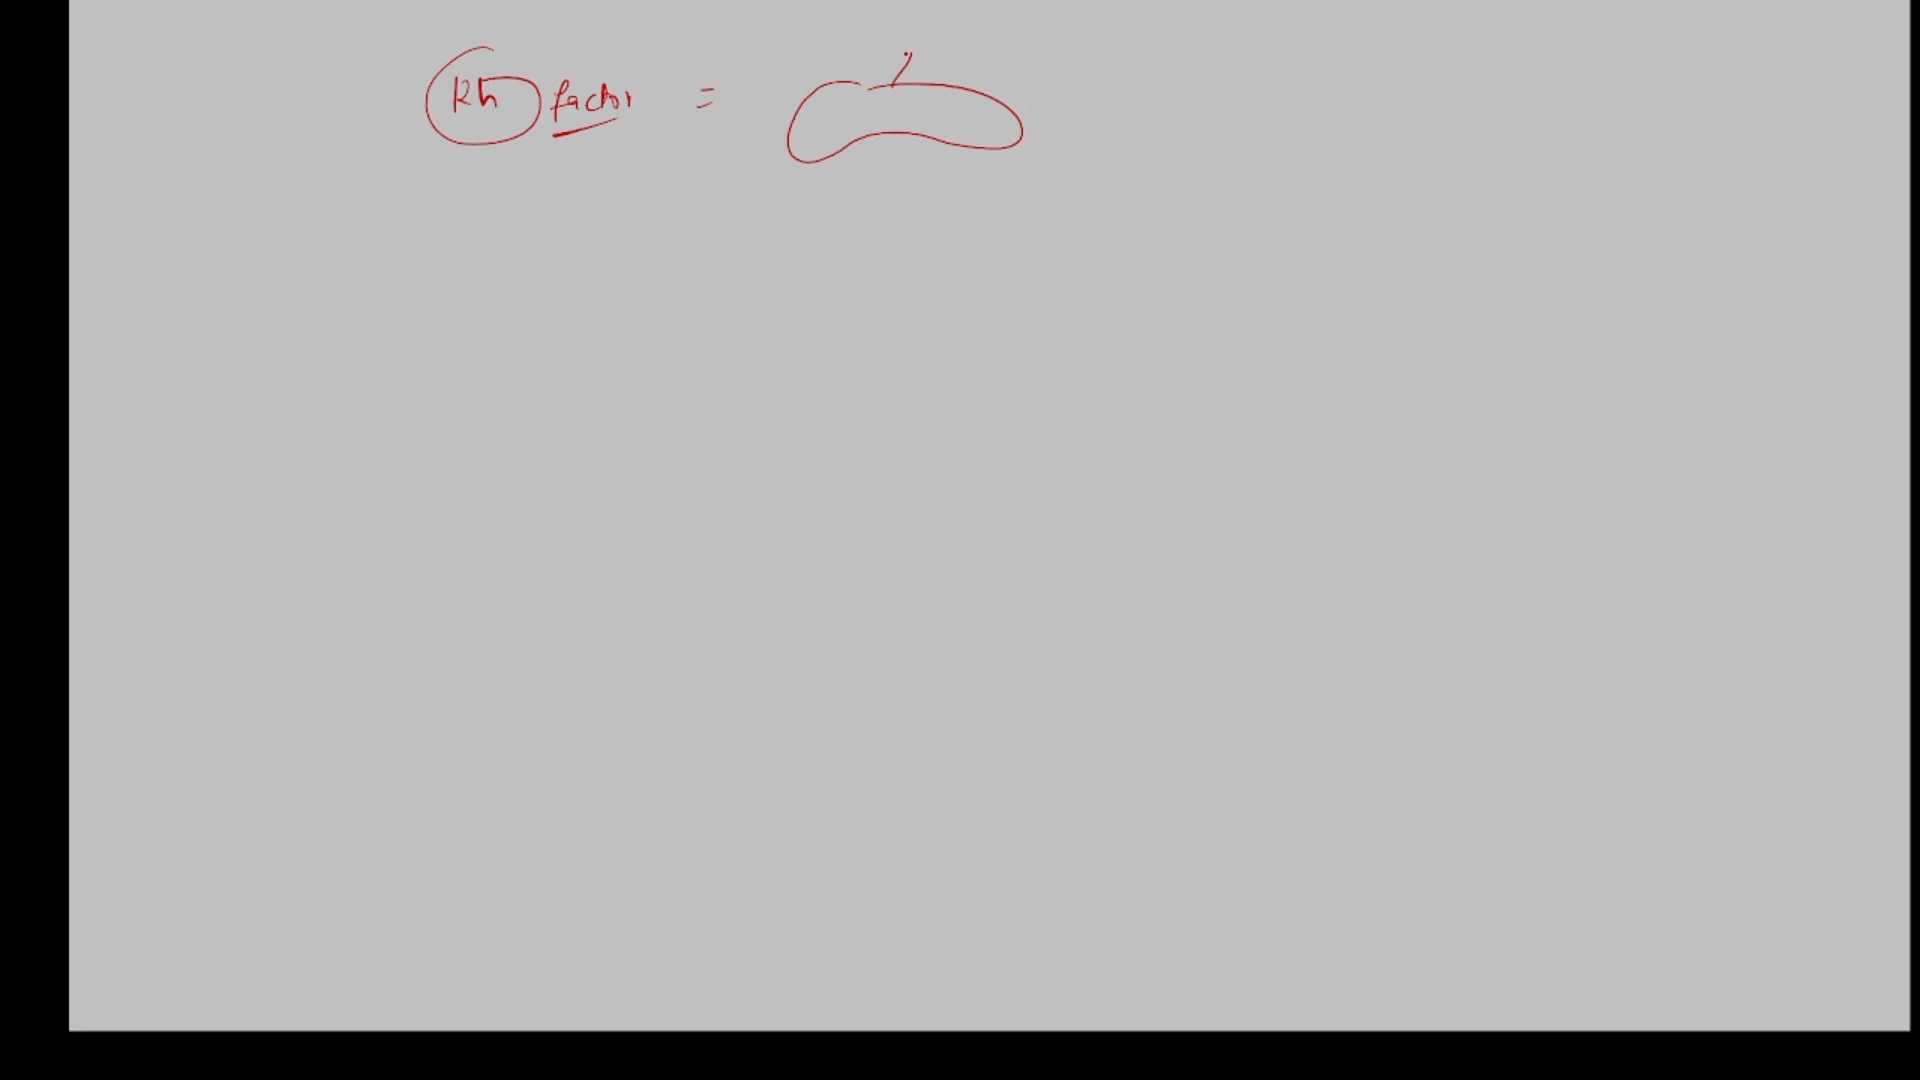 Rh factor =